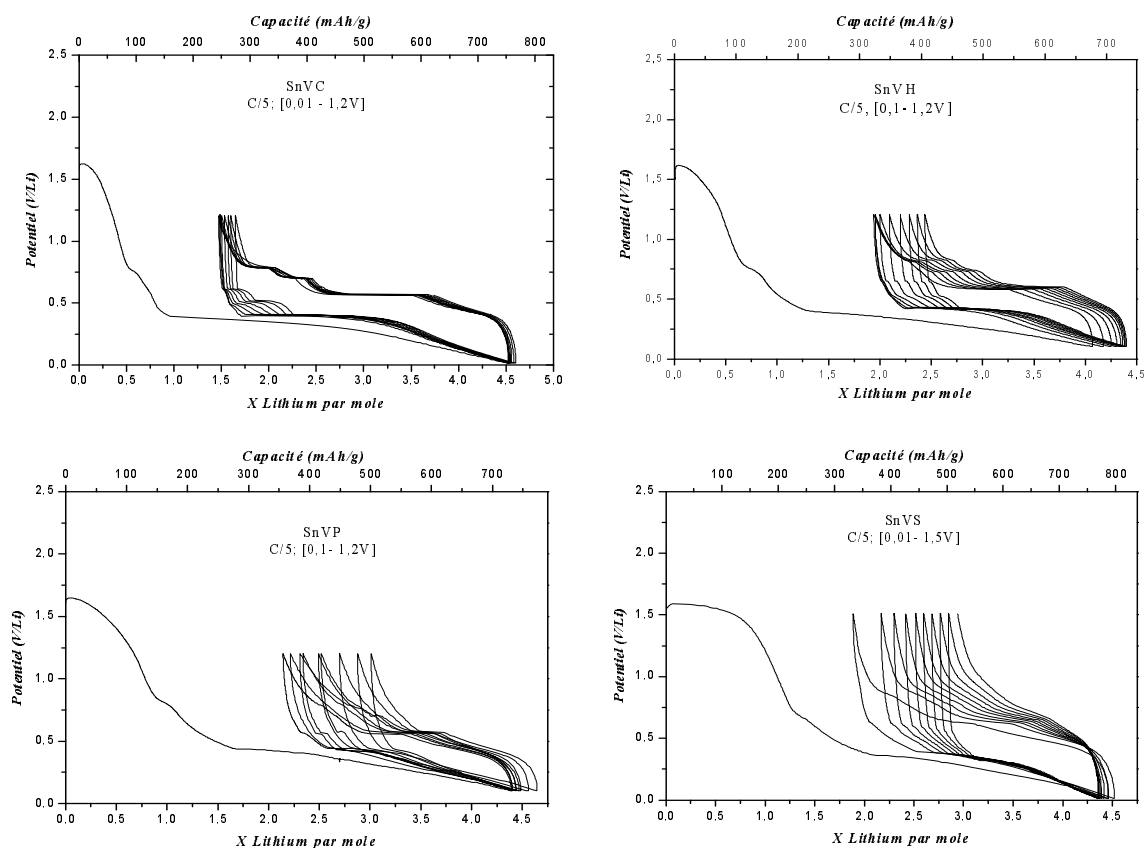 Capacité (mAh/g)
0 100 200 300 400 500 600 700 800
SnVC
C/5; [0,01 - 1,2V]
Potentiel (V/Li)
2,5
2,0
1,5
1,0
0,5
0,0
0,0 0,5 1,0 1,5 2,0 2,5 3,0 3,5 4,0 4,5 5,0
X Lithium par mole
Capacité (mAh/g)
0 100 200 300 400 500 600 700
SnVH
C/5, [0,1- 1,2V]
Potentiel (V/Li)
2,5
2,0
1,5
1,0
0,5
0,0
0,0 0,5 1,0 1,5 2,0 2,5 3,0 3,5 4,0 4,5
X Lithium par mole
Capacité (mAh/g)
0 100 200 300 400 500 600 700
SnVP
C/5; [0,1- 1,2V]
Potentiel (V/Li)
2,5
2,0
1,5
1,0
0,5
0,0
0,0 0,5 1,0 1,5 2,0 2,5 3,0 3,5 4,0 4,5
X Lithium par mole
Capacité (mAh/g)
0 100 200 300 400 500 600 700 800
SnVS
C/5; [0,01- 1,5V]
Potentiel (V/Li)
2,5
2,0
1,5
1,0
0,5
0,0
0,0 0,5 1,0 1,5 2,0 2,5 3,0 3,5 4,0 4,5
X Lithium par mole